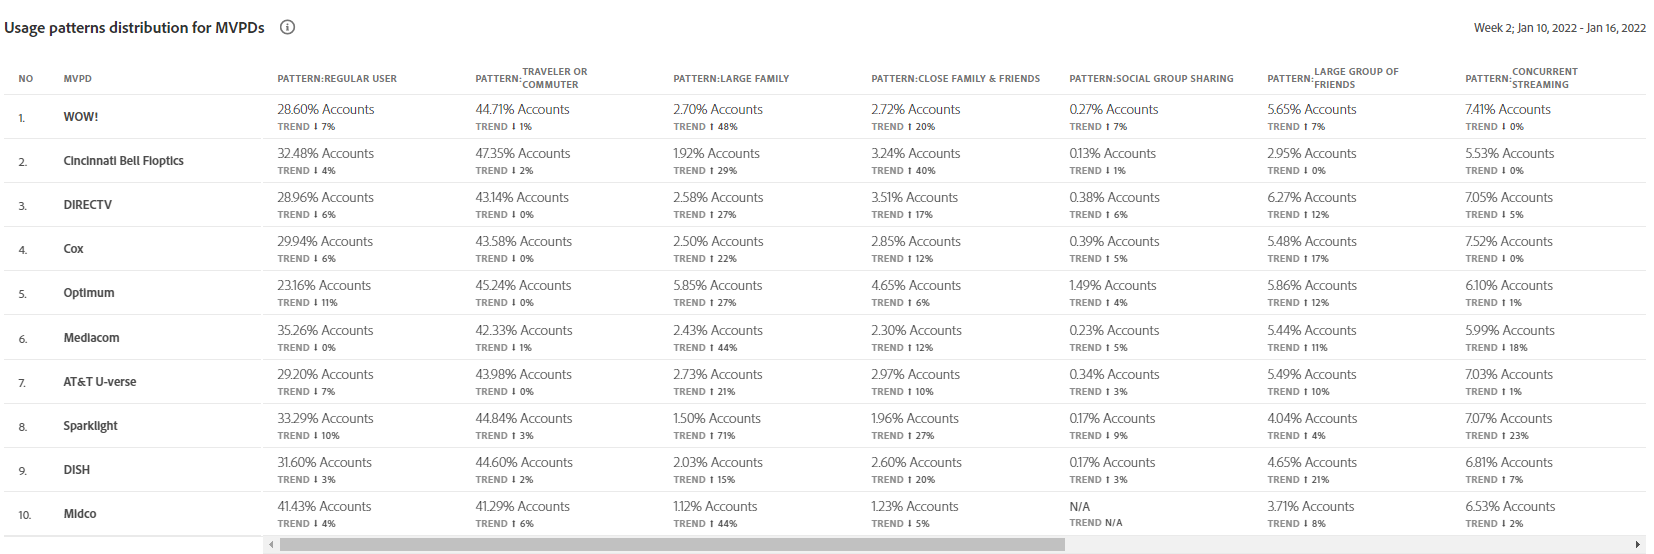 Usage patterns distribution for MVPDs
Week 2; Jan 10, 2022 - Jan 16, 2022
NO MVPD PATTERN:REGULAR USER PATTERN:TRAVELER OR COMMUTER PATTERN:LARGE FAMILY PATTERN:CLOSE FAMILY & FRIENDS PATTERN:SOCIAL GROUP SHARING PATTERN:LARGE GROUP OF FRIENDS PATTERN:CONCURRENT STREAMING
1. WOW! 28.60% Accounts 44.71% Accounts 2.70% Accounts 2.72% Accounts 0.27% Accounts 5.65% Accounts 7.41% Accounts
TREND ⬇ 7% TREND ⬇ 1% TREND ⬆ 48% TREND ⬆ 20% TREND ⬆ 7% TREND ⬆ 7% TREND ⬇ 0%
2. Cincinnati Bell Fioptics 32.48% Accounts 47.35% Accounts 1.92% Accounts 3.24% Accounts 0.13% Accounts 2.95% Accounts 5.53% Accounts
TREND ⬇ 4% TREND ⬇ 2% TREND ⬆ 29% TREND ⬆ 40% TREND ⬇ 1% TREND ⬇ 0% TREND ⬇ 0%
3. DIRECTV 28.96% Accounts 43.14% Accounts 2.58% Accounts 3.51% Accounts 0.38% Accounts 6.27% Accounts 7.05% Accounts
TREND ⬇ 6% TREND ⬇ 0% TREND ⬆ 27% TREND ⬆ 17% TREND ⬆ 6% TREND ⬆ 12% TREND ⬇ 5%
4. Cox 29.94% Accounts 43.58% Accounts 2.50% Accounts 2.85% Accounts 0.39% Accounts 5.48% Accounts 7.52% Accounts
TREND ⬇ 6% TREND ⬇ 0% TREND ⬆ 22% TREND ⬆ 12% TREND ⬆ 5% TREND ⬆ 17% TREND ⬇ 0%
5. Optimum 23.16% Accounts 45.24% Accounts 5.85% Accounts 4.65% Accounts 1.49% Accounts 5.86% Accounts 6.10% Accounts
TREND ⬇ 11% TREND ⬇ 0% TREND ⬆ 27% TREND ⬆ 6% TREND ⬆ 4% TREND ⬆ 12% TREND ⬆ 1%
6. Mediacom 35.26% Accounts 42.33% Accounts 2.43% Accounts 2.30% Accounts 0.23% Accounts 5.44% Accounts 5.99% Accounts
TREND ⬇ 0% TREND ⬇ 1% TREND ⬆ 44% TREND ⬆ 12% TREND ⬆ 5% TREND ⬆ 11% TREND ⬇ 18%
7. AT&T U-verse 29.20% Accounts 43.98% Accounts 2.73% Accounts 2.97% Accounts 0.34% Accounts 5.49% Accounts 7.03% Accounts
TREND ⬇ 7% TREND ⬇ 0% TREND ⬆ 21% TREND ⬆ 10% TREND ⬆ 3% TREND ⬆ 10% TREND ⬆ 1%
8. Sparklight 33.29% Accounts 44.84% Accounts 1.50% Accounts 1.96% Accounts 0.17% Accounts 4.04% Accounts 7.07% Accounts
TREND ⬇ 10% TREND ⬆ 3% TREND ⬆ 71% TREND ⬆ 27% TREND ⬇ 9% TREND ⬆ 4% TREND ⬆ 23%
9. DISH 31.60% Accounts 44.60% Accounts 2.03% Accounts 2.60% Accounts 0.17% Accounts 4.65% Accounts 6.81% Accounts
TREND ⬇ 3% TREND ⬇ 2% TREND ⬆ 15% TREND ⬆ 20% TREND ⬆ 3% TREND ⬆ 21% TREND ⬆ 7%
10. Midco 41.43% Accounts 41.29% Accounts 1.12% Accounts 1.23% Accounts N/A 3.71% Accounts 6.53% Accounts
TREND ⬇ 4% TREND ⬆ 6% TREND ⬆ 44% TREND ⬇ 5% TREND N/A TREND ⬇ 8% TREND ⬇ 2%